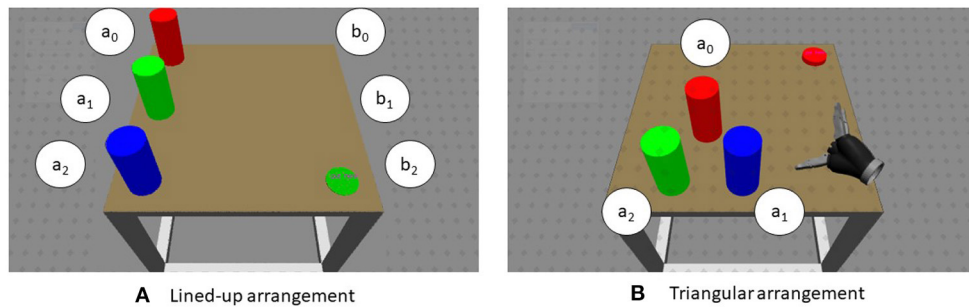 a0
b0
a1
b1
a2
b2
A Lined-up arrangement
a0
a2
a1
B Triangular arrangement